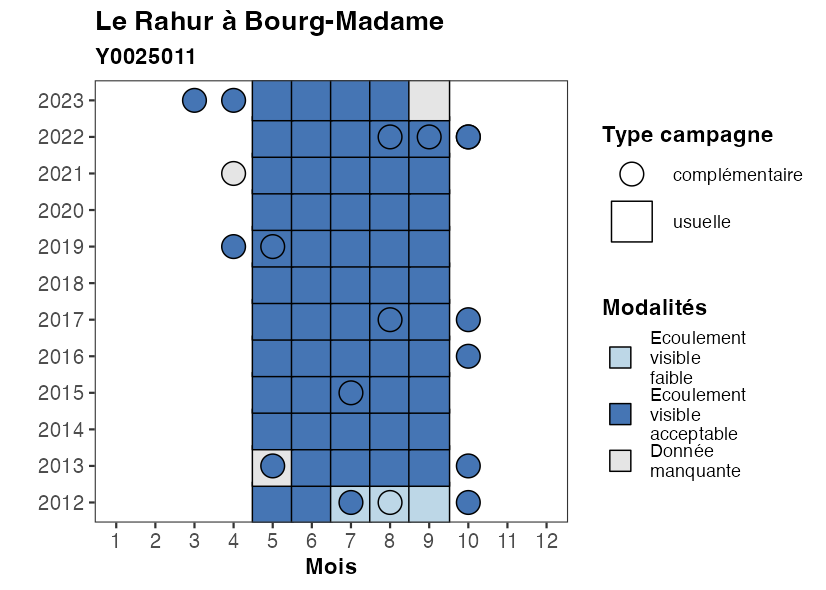 Le Rahur à Bourg-Madame
Y0025011
2023
2022
2021
2020
2019
2018
2017
2016
2015
2014
2013
2012
1 2 3 4 5 6 7 8 9 10 11 12
Mois
Type campagne
complémentaire
usuelle
Modalités
Ecoulement
visible
faible
Ecoulement
visible
acceptable
Donnée
manquante